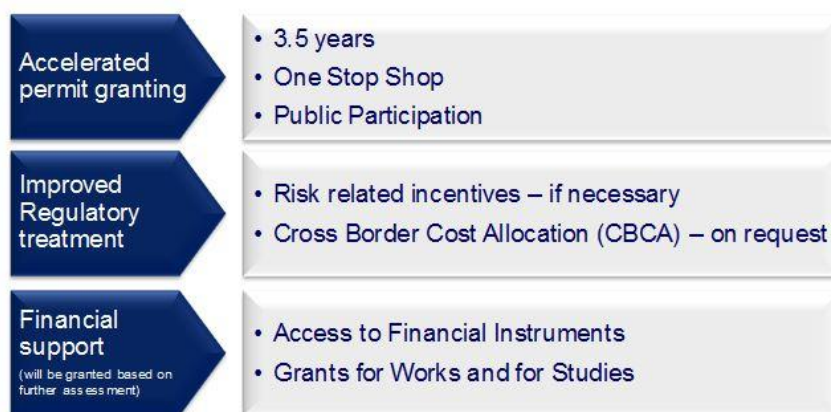 Accelerated
permit granting
• 3.5 years
• One Stop Shop
• Public Participation
Improved
Regulatory
treatment
• Risk related incentives – if necessary
• Cross Border Cost Allocation (CBCA) – on request
Financial
support
(will be granted based on
further assessment)
• Access to Financial Instruments
• Grants for Works and for Studies